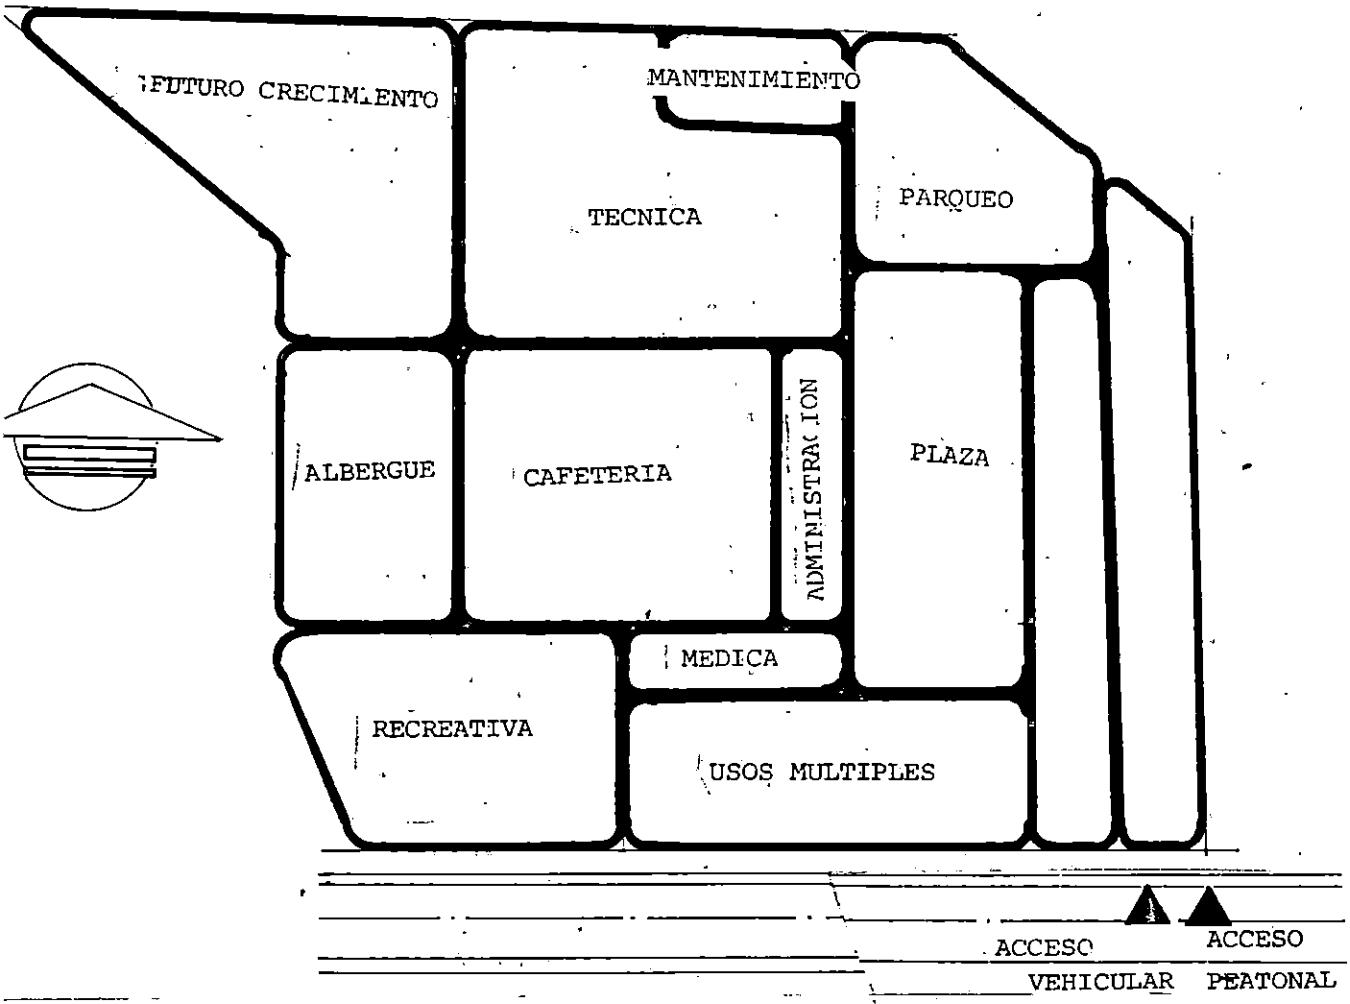 FUTURO CRECIMIENTO
MANTENIMIENTO
PARQUEO
TECNICA
ALBERGUE
CAFETERIA
ADMINISTRACION
PLAZA
MEDICA
RECREATIVA
USOS MULTIPLES
ACCESO
VEHICULAR
ACCESO
PEATONAL